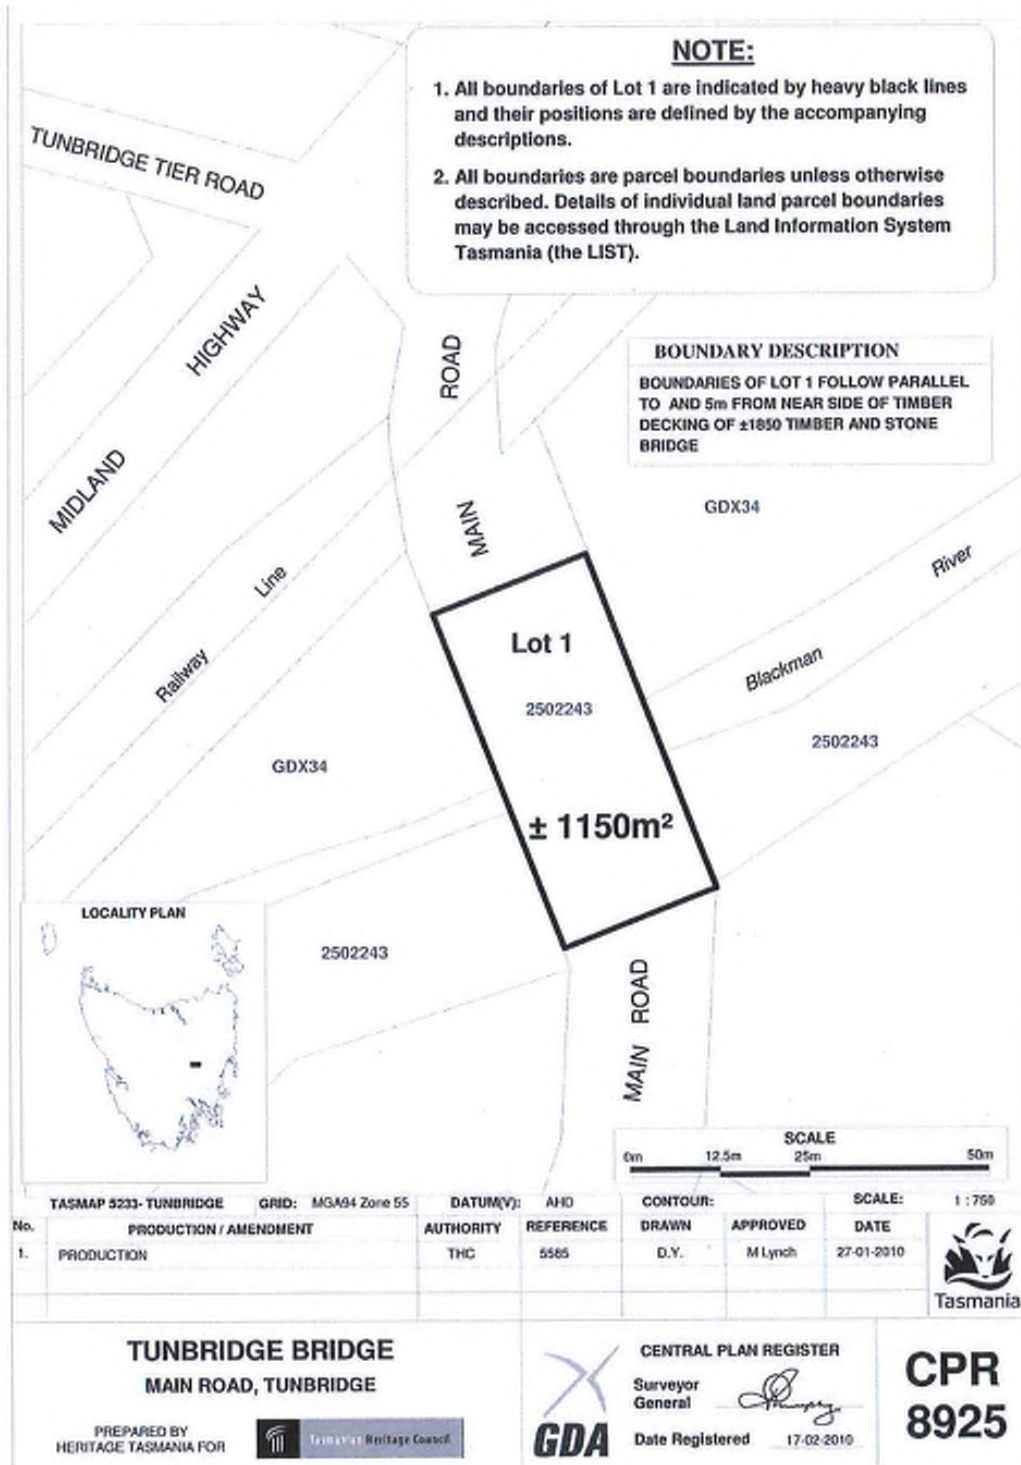 NOTE:
1. All boundaries of Lot 1 are indicated by heavy black lines
and their positions are defined by the accompanying
descriptions.
2. All boundaries are parcel boundaries unless otherwise
described. Details of individual land parcel boundaries
may be accessed through the Land Information System
Tasmania (the LIST).
TUNBRIDGE TIER ROAD
HIGHWAY
MIDLAND
ROAD
MAIN
BOUNDARY DESCRIPTION
BOUNDARIES OF LOT 1 FOLLOW PARALLEL
TO AND 5m FROM NEAR SIDE OF TIMBER
DECKING OF ±1850 TIMBER AND STONE
BRIDGE
GDX34
River
Blackman
Line
Railway
Lot 1
2502243
2502243
GDX34
± 1150m²
2502243
LOCALITY PLAN
MAIN ROAD
SCALE
0m 12.5m 25m 50m
TASMAP 5233- TUNBRIDGE GRID: MGA94 Zone 55 DATUM(V): AHD CONTOUR: SCALE: 1 : 750
No. PRODUCTION / AMENDMENT AUTHORITY REFERENCE DRAWN APPROVED DATE
1. PRODUCTION THC 5585 D.Y. M Lynch 27-01-2010
Tasmania
TUNBRIDGE BRIDGE
MAIN ROAD, TUNBRIDGE
PREPARED BY
HERITAGE TASMANIA FOR
Tasmanian Heritage Council
GDA
CENTRAL PLAN REGISTER
Surveyor
General
Date Registered 17-02-2010
CPR
8925